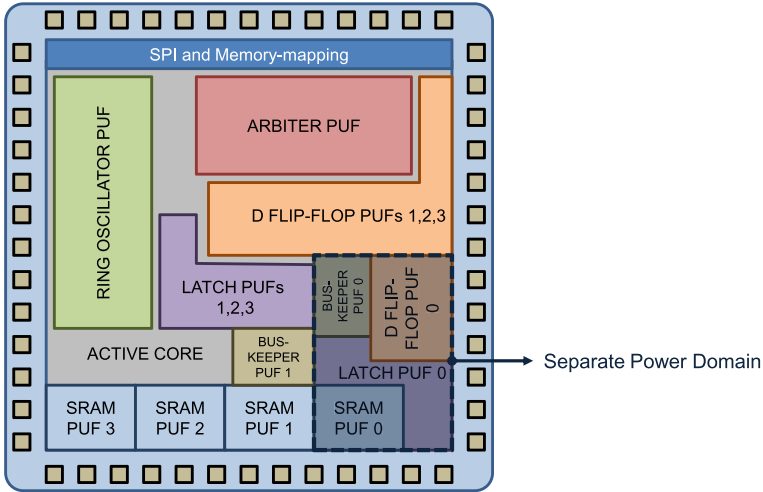 SPI and Memory-mapping
RING OSCILLATOR PUF
ARBITER PUF
D FLIP-FLOP PUFs 1,2,3
LATCH PUFs
1,2,3
BUS-
KEEPER
PUF 0
D FLIP-
FLOP PUF
0
BUS-
KEEPER
PUF 1
ACTIVE CORE
LATCH PUF 0
Separate Power Domain
SRAM
PUF 3
SRAM
PUF 2
SRAM
PUF 1
SRAM
PUF 0